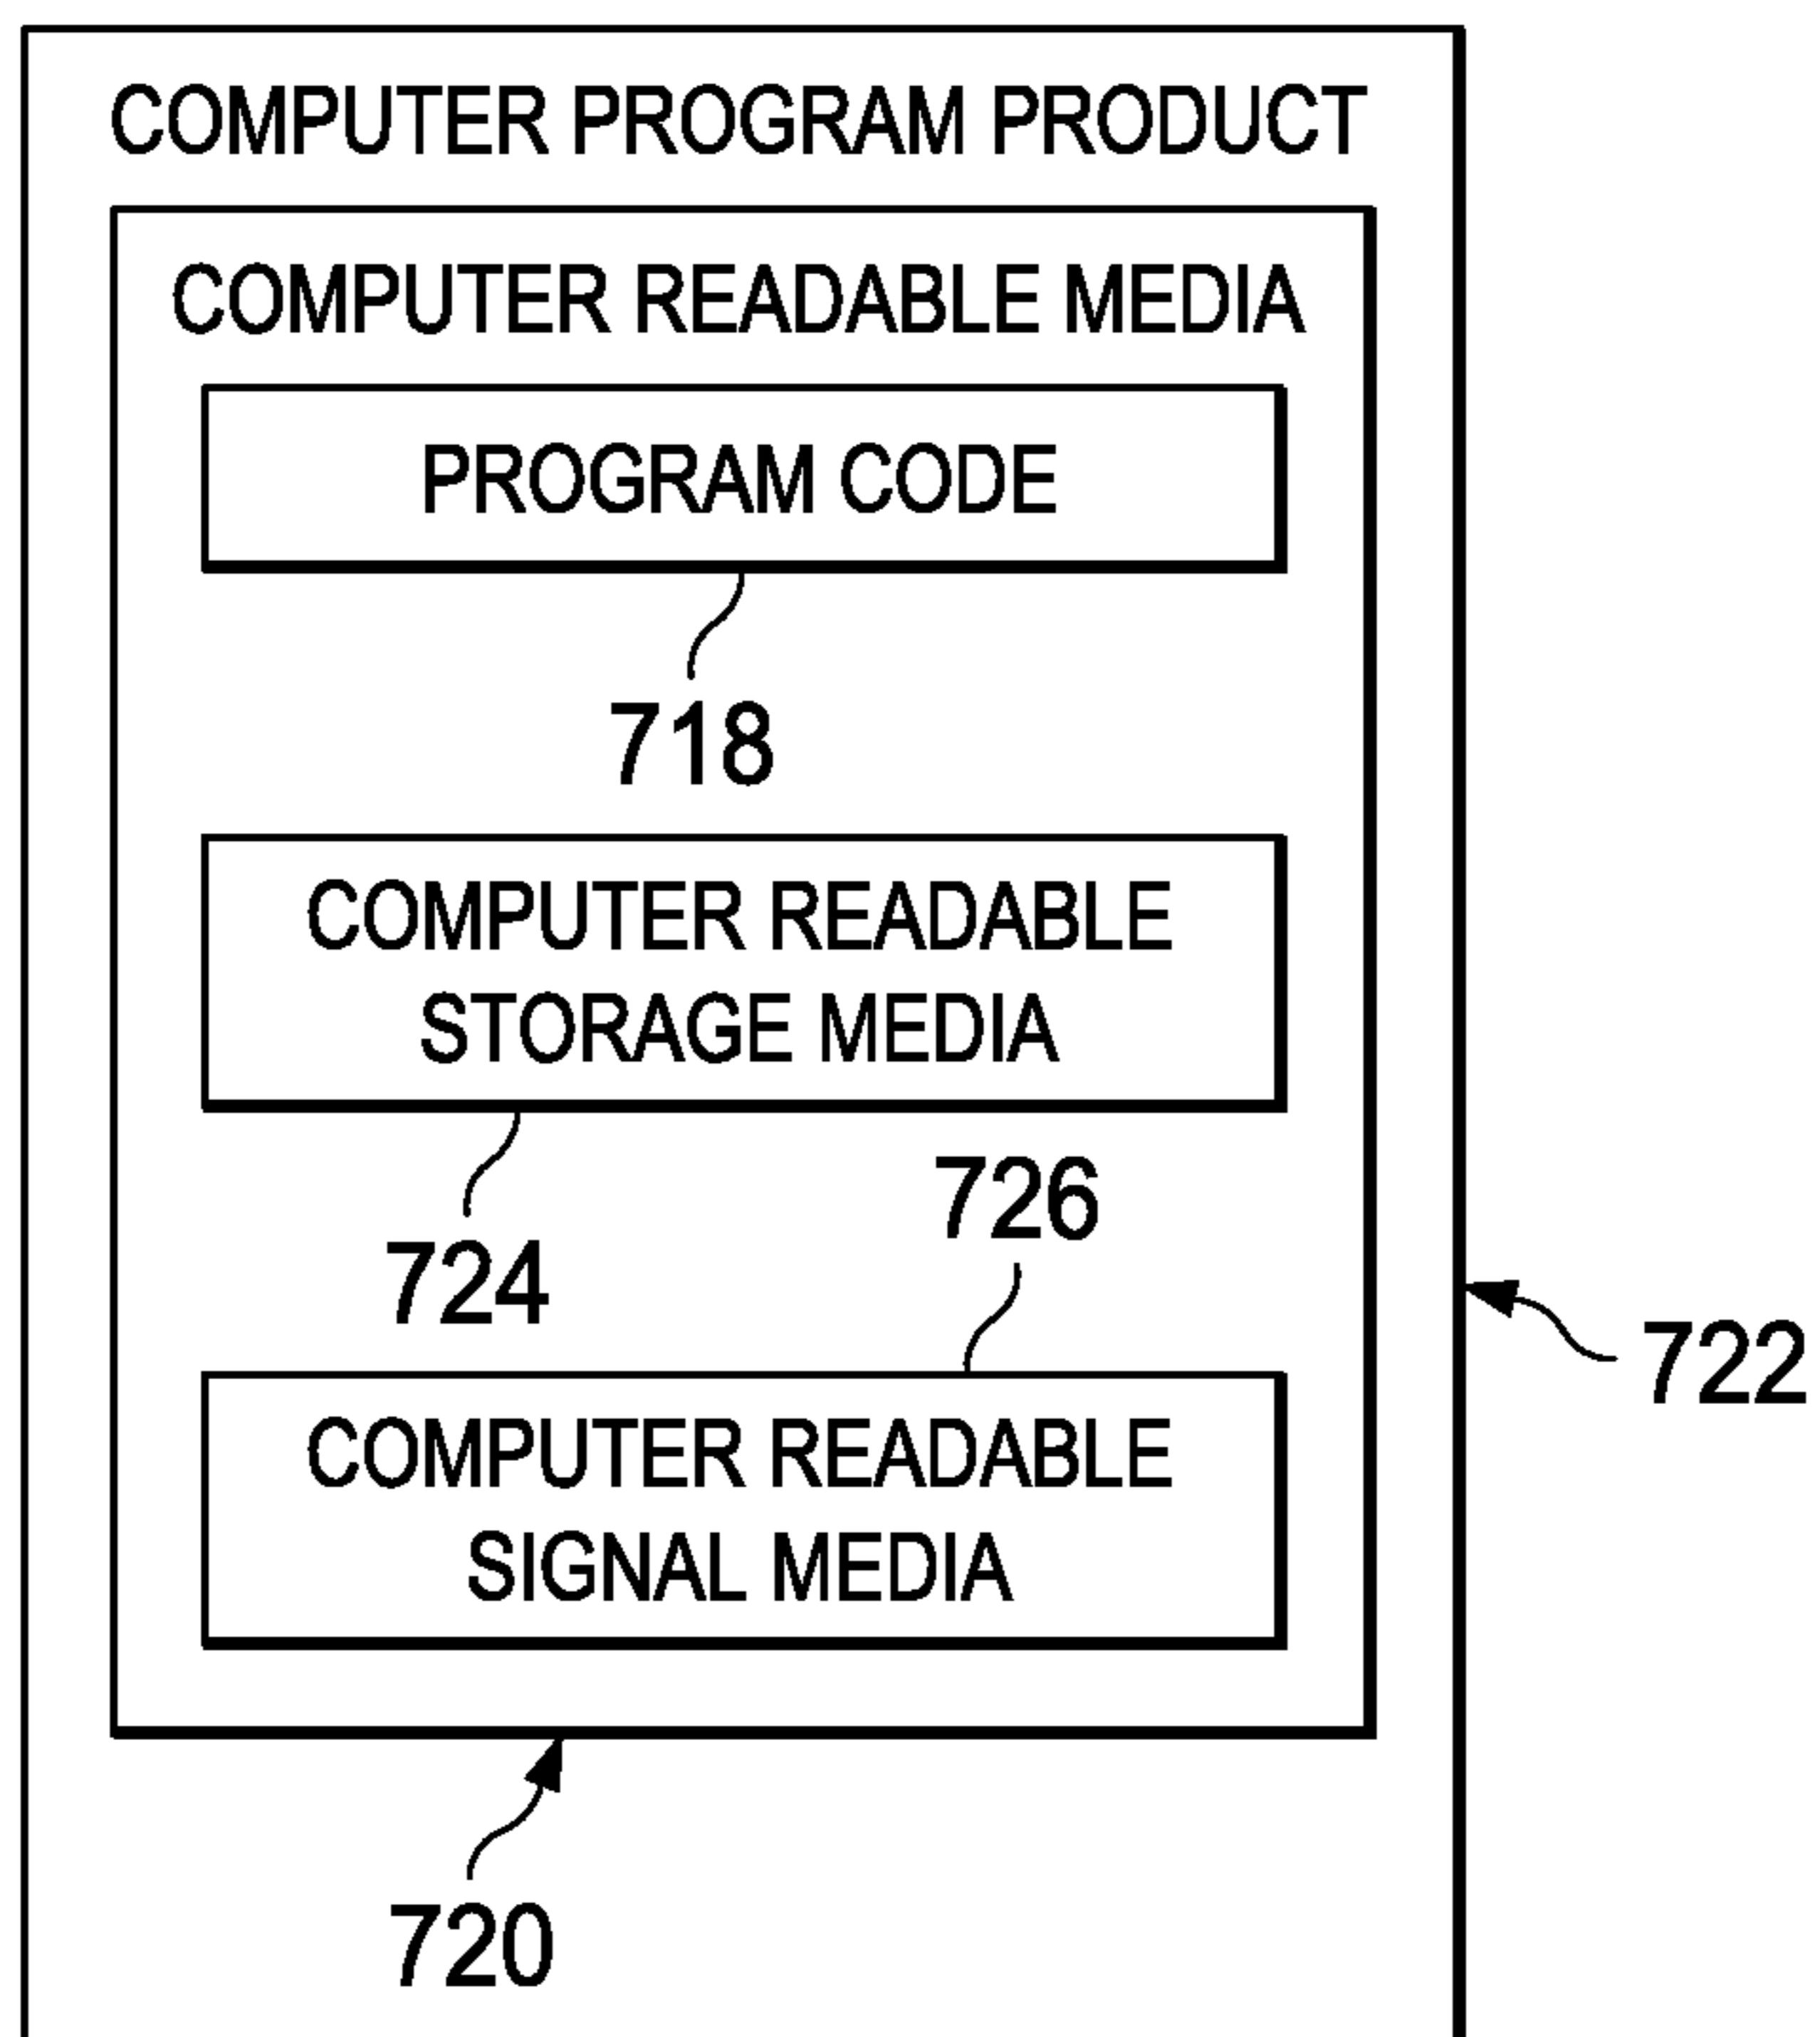 COMPUTER PROGRAM PRODUCT
COMPUTER READABLE MEDIA
PROGRAM CODE
718
COMPUTER READABLE
STORAGE MEDIA
724
726
722
COMPUTER READABLE
SIGNAL MEDIA
720